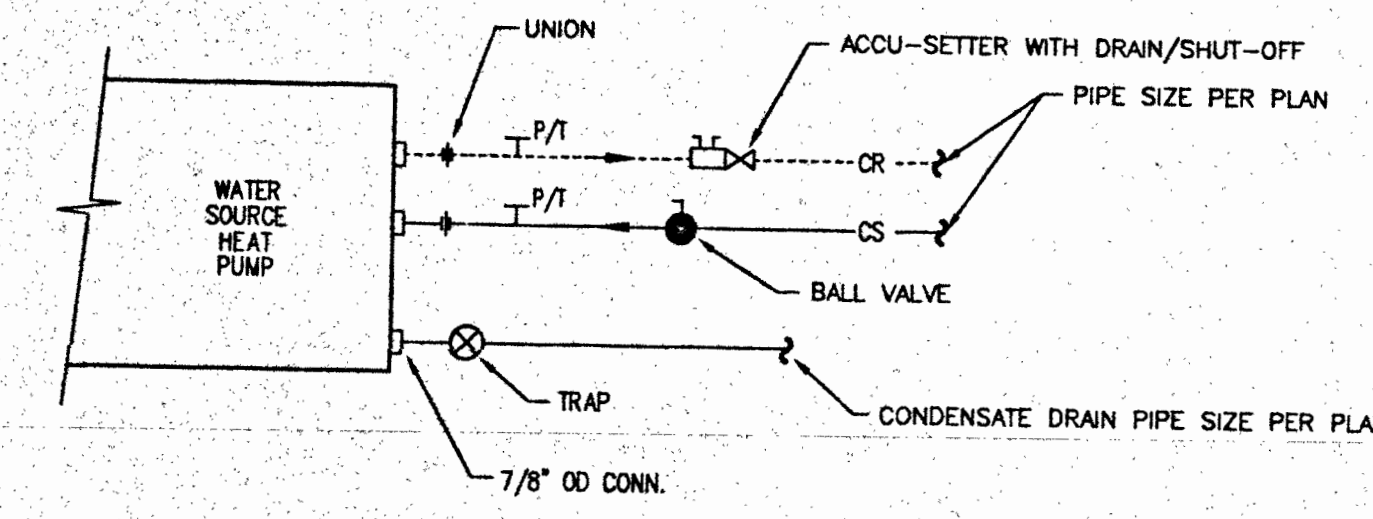 UNION
ACCU-SETTER WITH DRAIN/SHUT-OFF
PIPE SIZE PER PLAN
P/T
CR
WATER
SOURCE
HEAT
PUMP
P/T
CS
BALL VALVE
TRAP
CONDENSATE DRAIN PIPE SIZE PER PLA
7/8" OD CONN.